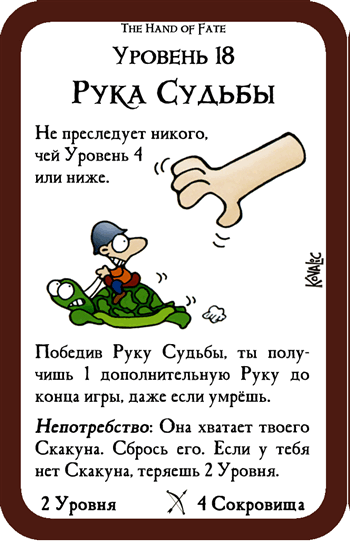 The Hand of Fate
Уровень 18
Рука Судьбы
Не преследует никого,
чей Уровень 4
или ниже.
Kovalic
Победив Руку Судьбы, ты полу-
чишь 1 дополнительную Руку до
конца игры, даже если умрёшь.
Непотребство: Она хватает твоего
Скакуна. Сбрось его. Если у тебя
нет Скакуна, теряешь 2 Уровня.
2 Уровня 4 Сокровища